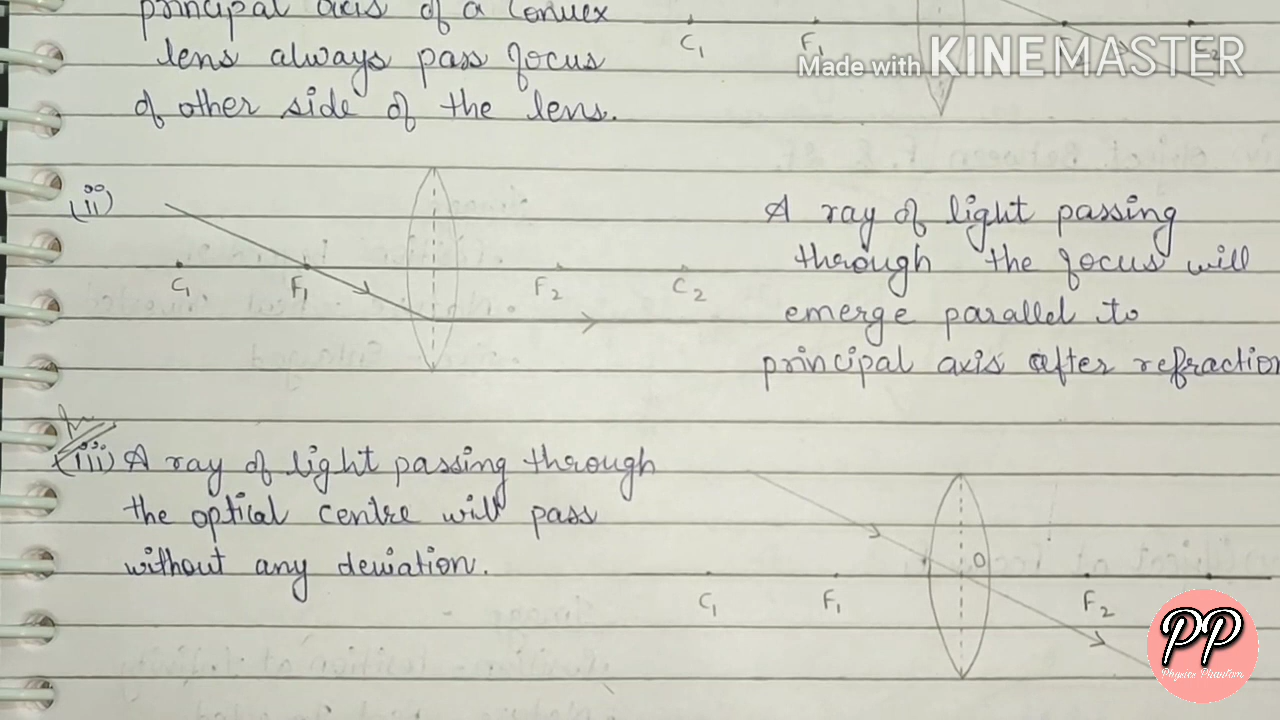 principal axis of a Convex
lens always pass focus
of other side of the lens.
C1 F1 F2
Made with KINEMASTER
(ii)
C1 F1 F2 C2
A ray of light passing
through the focus will
emerge parallel to
principal axis after refraction
(iii) A ray of light passing through
the optical centre will pass
without any deviation.
O
C1 F1 F2
PP
Physics Phantom